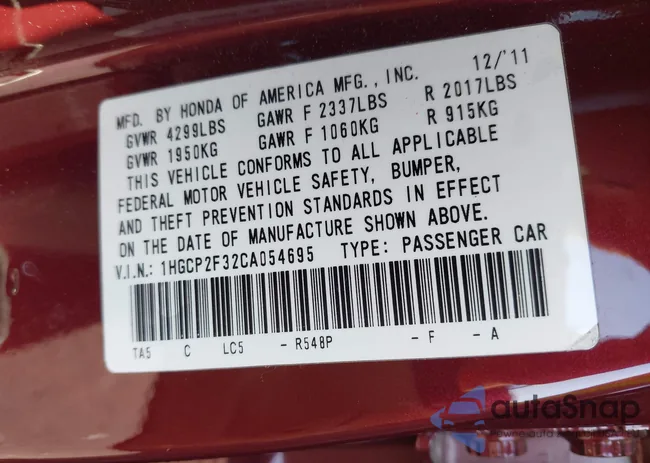 MFD. BY HONDA OF AMERICA MFG., INC. 12/'11
GVWR 4299LBS GAWR F 2337LBS R 2017LBS
GVWR 1950KG GAWR F 1060KG R 915KG
THIS VEHICLE CONFORMS TO ALL APPLICABLE
FEDERAL MOTOR VEHICLE SAFETY, BUMPER,
AND THEFT PREVENTION STANDARDS IN EFFECT
ON THE DATE OF MANUFACTURE SHOWN ABOVE.
V.I.N.: 1HGCP2F32CA054695 TYPE: PASSENGER CAR
TA5 C LC5 - R548P - F - A
autaSnap